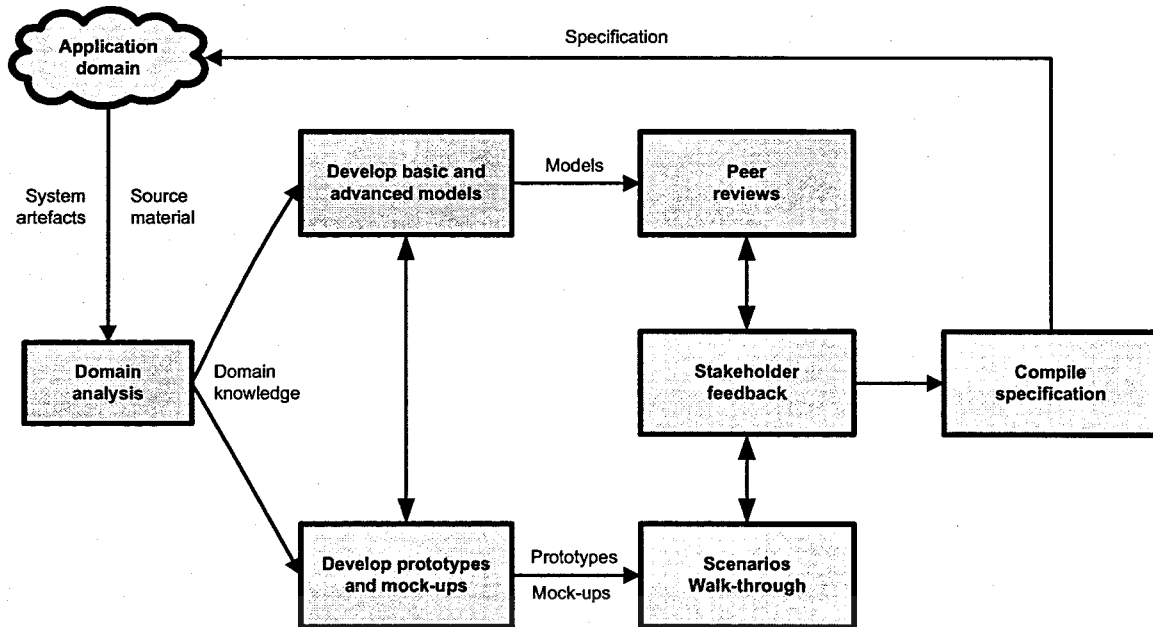 Application
domain
Specification
System
artefacts
Source
material
Develop basic and
advanced models
Models
Peer
reviews
Domain
analysis
Domain
knowledge
Stakeholder
feedback
Compile
specification
Develop prototypes
and mock-ups
Prototypes
Mock-ups
Scenarios
Walk-through